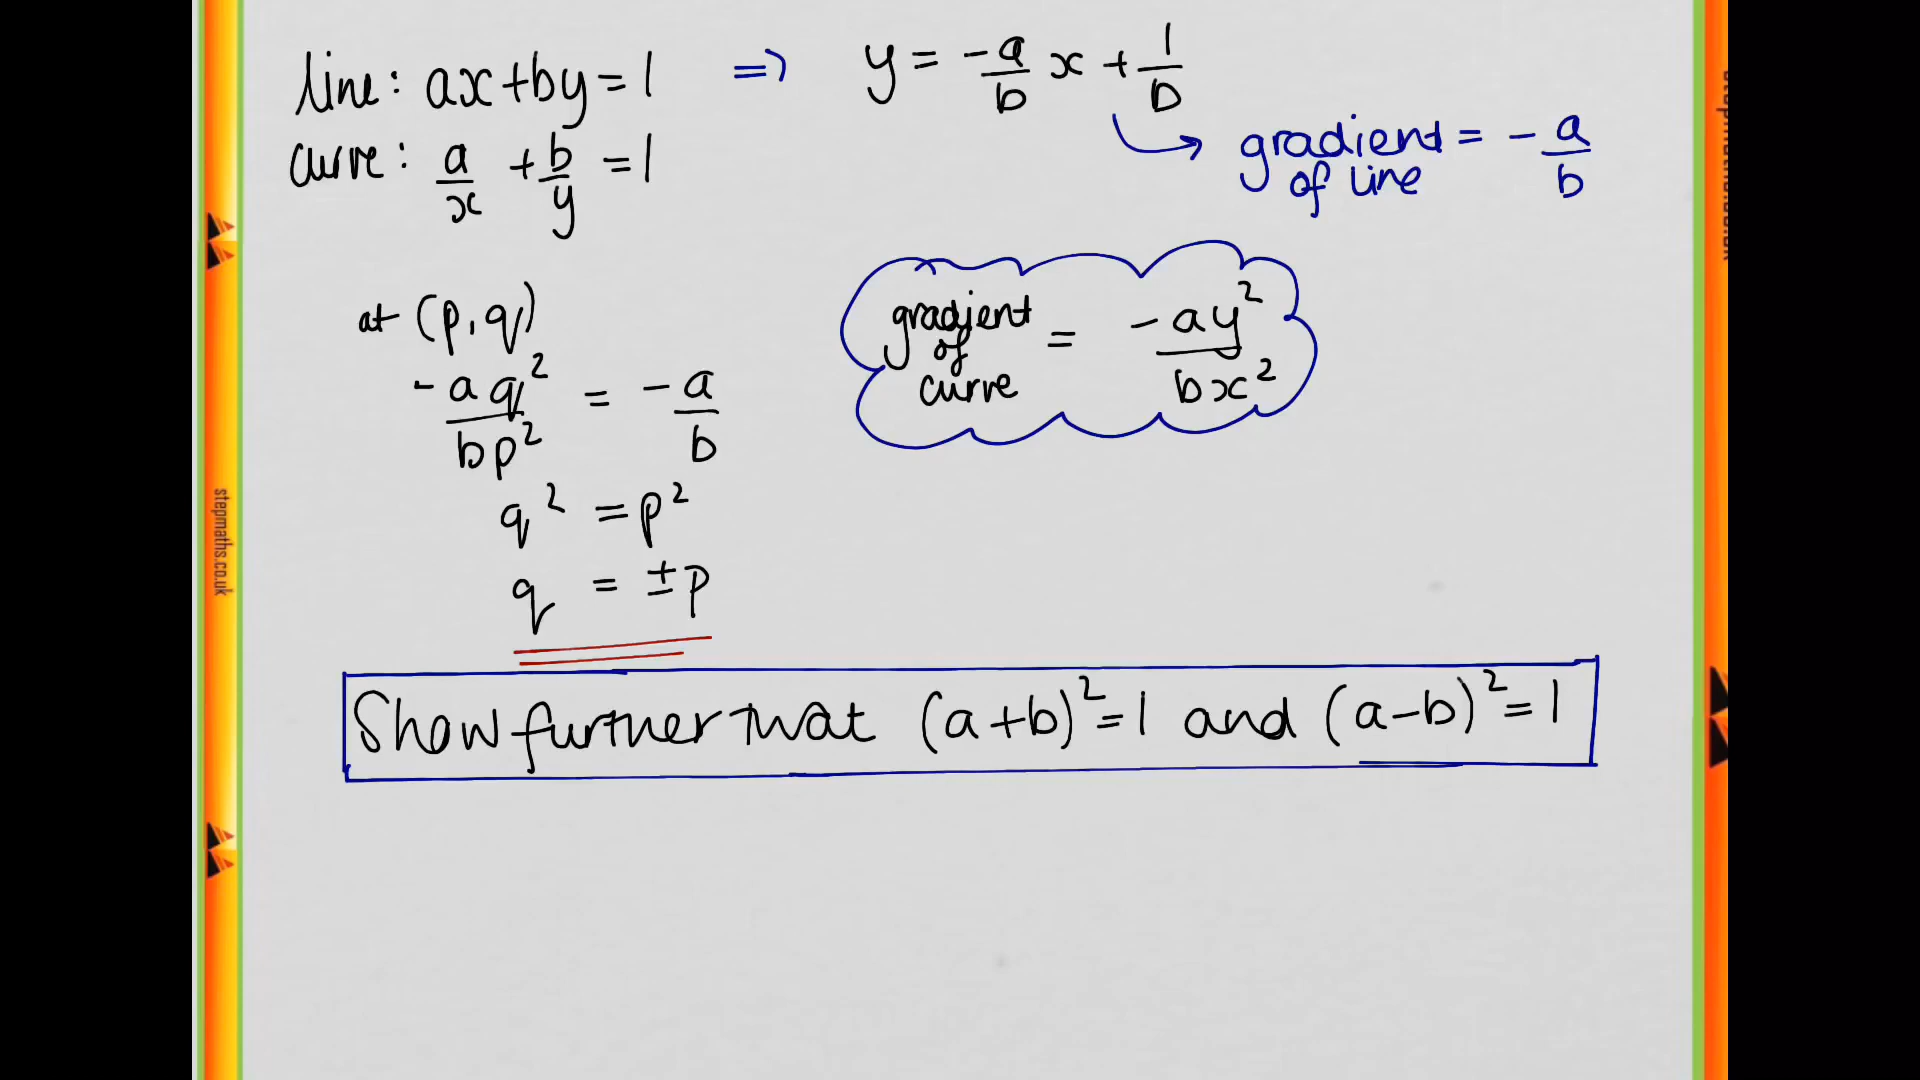 line: ax+by=1 => y = -a/b x + 1/b
curve: a/x + b/y = 1
gradient of line = -a/b
at (p,q)
gradient of curve = -ay²/bx²
-aq²/bp² = -a/b
q² = p²
q = ±p
Show further that (a+b)²=1 and (a-b)²=1
stepmaths.co.uk